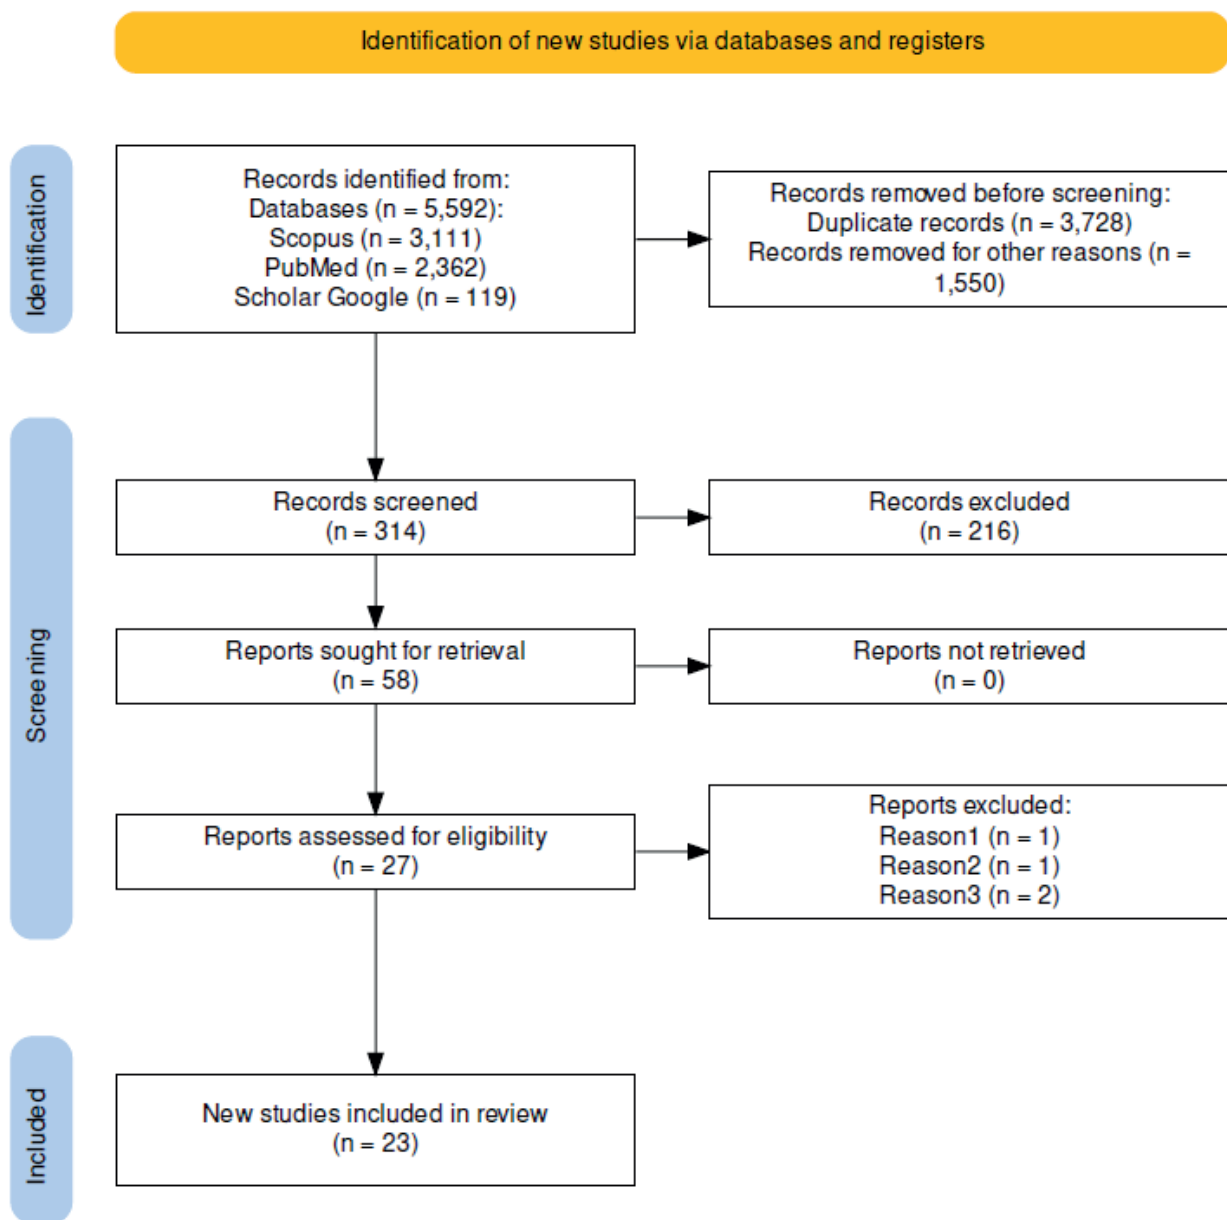 Identification of new studies via databases and registers
Identification
Records identified from:
Databases (n = 5,592):
Scopus (n = 3,111)
PubMed (n = 2,362)
Scholar Google (n = 119)
Records removed before screening:
Duplicate records (n = 3,728)
Records removed for other reasons (n =
1,550)
Screening
Records screened
(n = 314)
Records excluded
(n = 216)
Reports sought for retrieval
(n = 58)
Reports not retrieved
(n = 0)
Reports assessed for eligibility
(n = 27)
Reports excluded:
Reason1 (n = 1)
Reason2 (n = 1)
Reason3 (n = 2)
Included
New studies included in review
(n = 23)